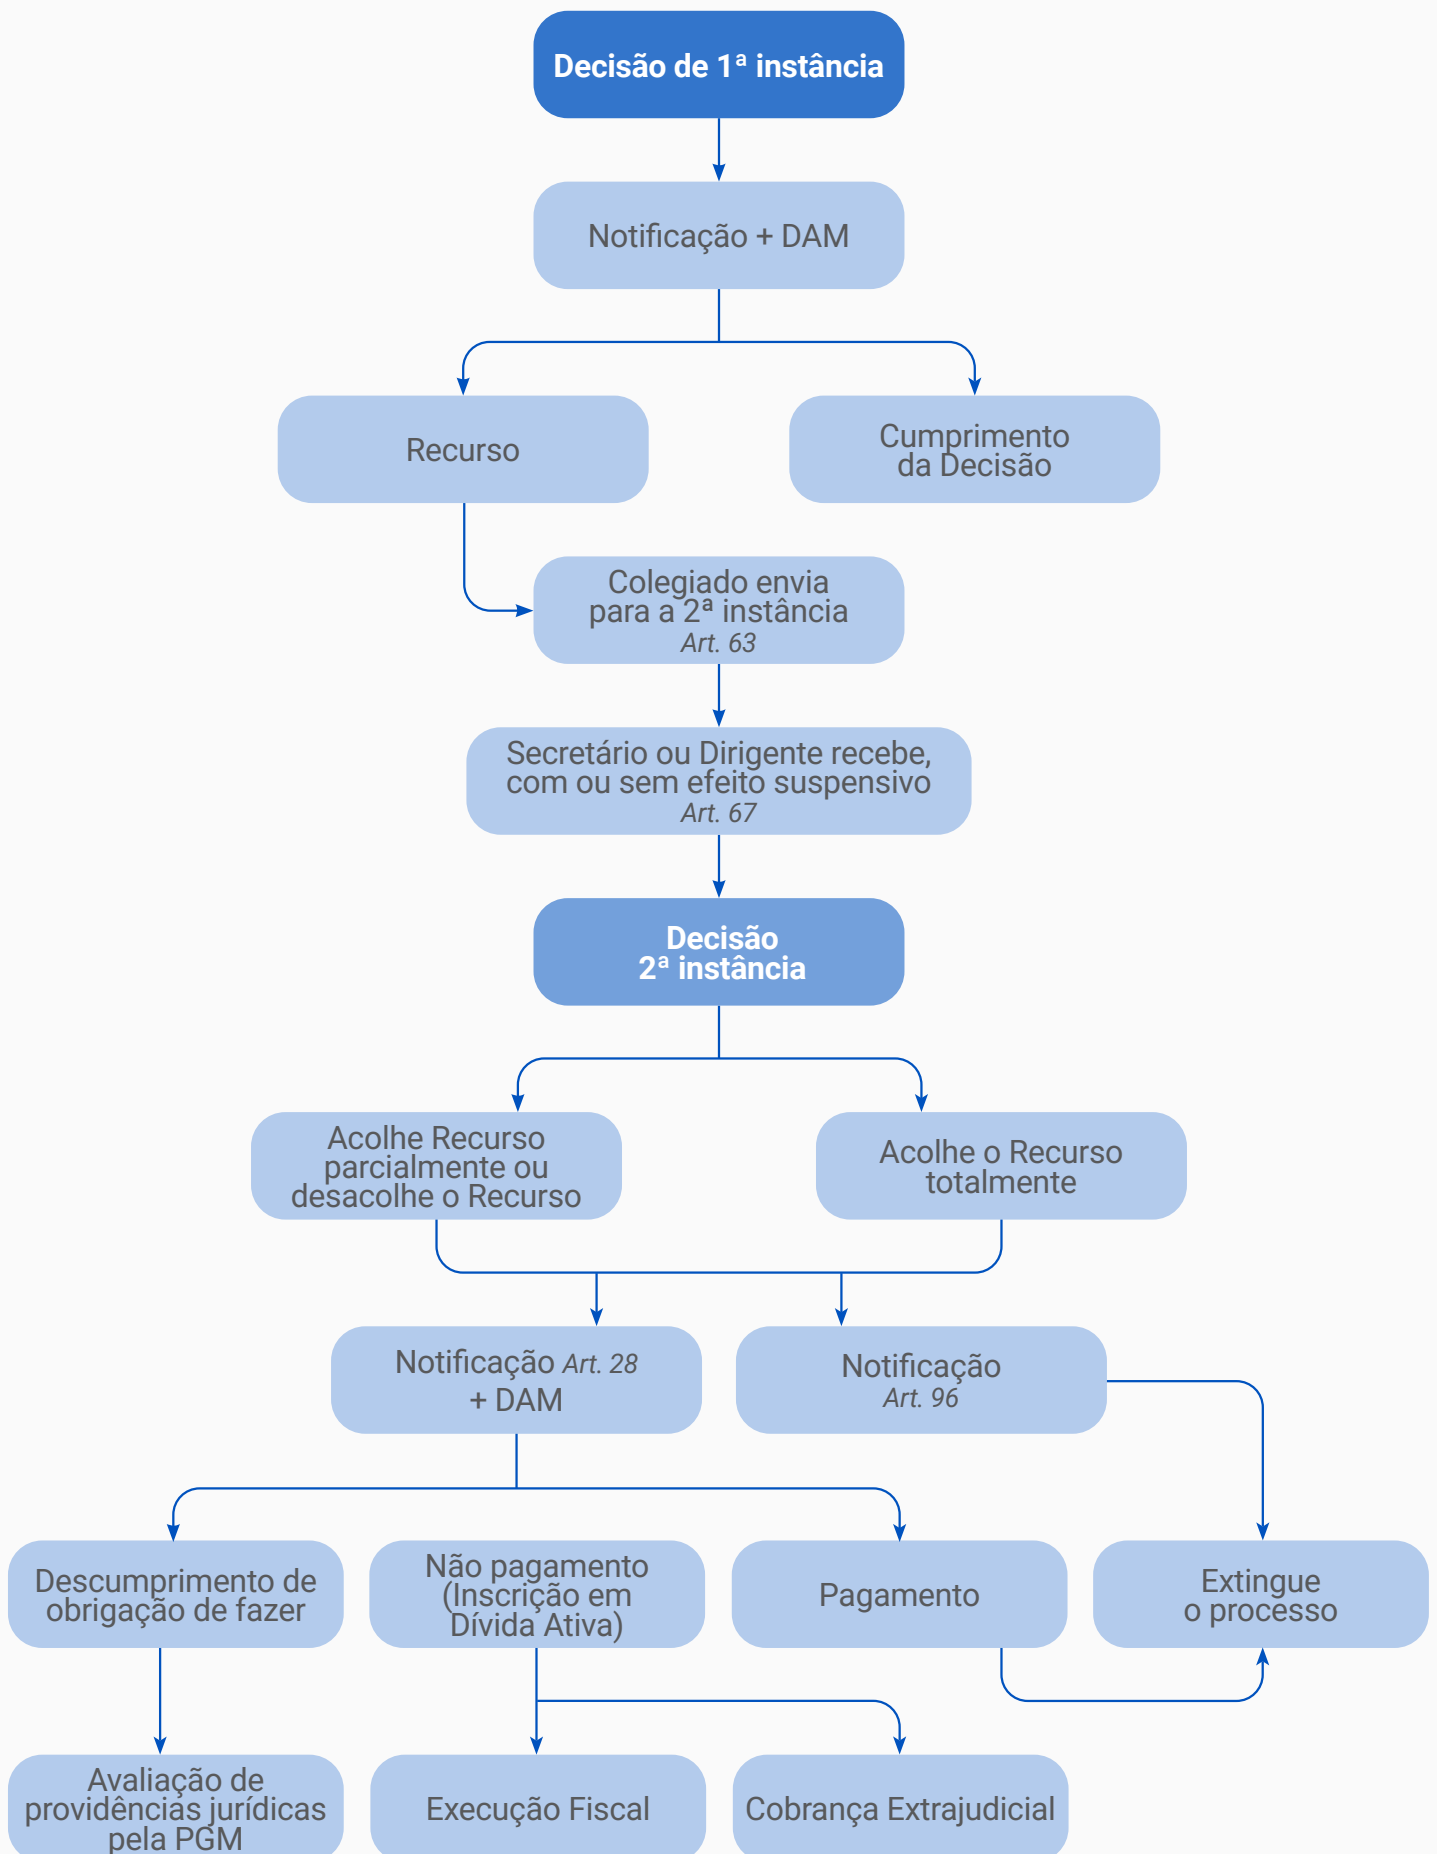 Decisão de 1ª instância
Notificação + DAM
Recurso
Cumprimento
da Decisão
Colegiado envia
para a 2ª instância
Art. 63
Secretário ou Dirigente recebe,
com ou sem efeito suspensivo
Art. 67
Decisão
2ª instância
Acolhe Recurso
parcialmente ou
desacolhe o Recurso
Acolhe o Recurso
totalmente
Notificação Art. 28
+ DAM
Notificação
Art. 96
Descumprimento de
obrigação de fazer
Não pagamento
(Inscrição em
Dívida Ativa)
Pagamento
Extingue
o processo
Avaliação de
providências jurídicas
pela PGM
Execução Fiscal
Cobrança Extrajudicial